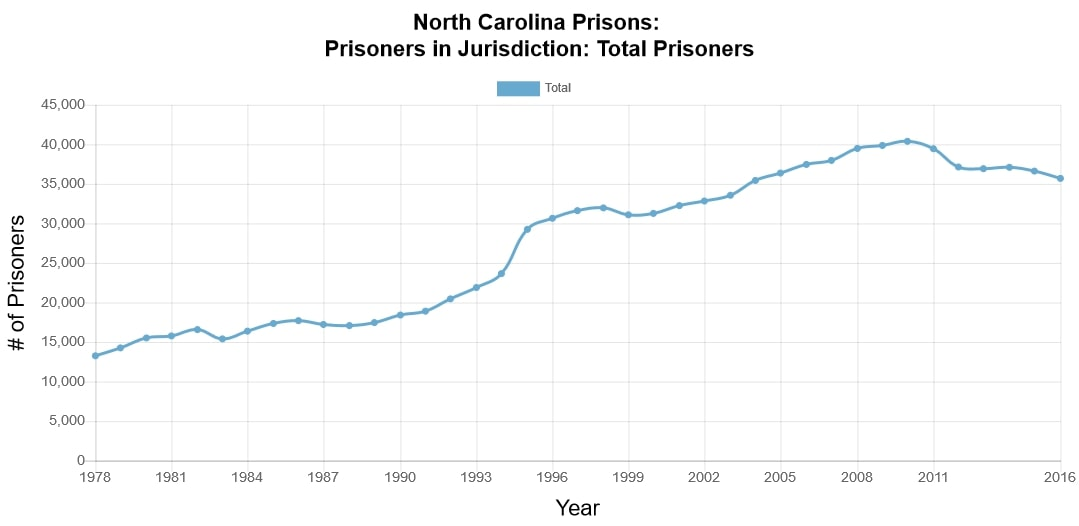 North Carolina Prisons:
Prisoners in Jurisdiction: Total Prisoners
Total
45,000
40,000
35,000
30,000
25,000
20,000
15,000
10,000
5,000
0
# of Prisoners
1978 1981 1984 1987 1990 1993 1996 1999 2002 2005 2008 2011 2016
Year